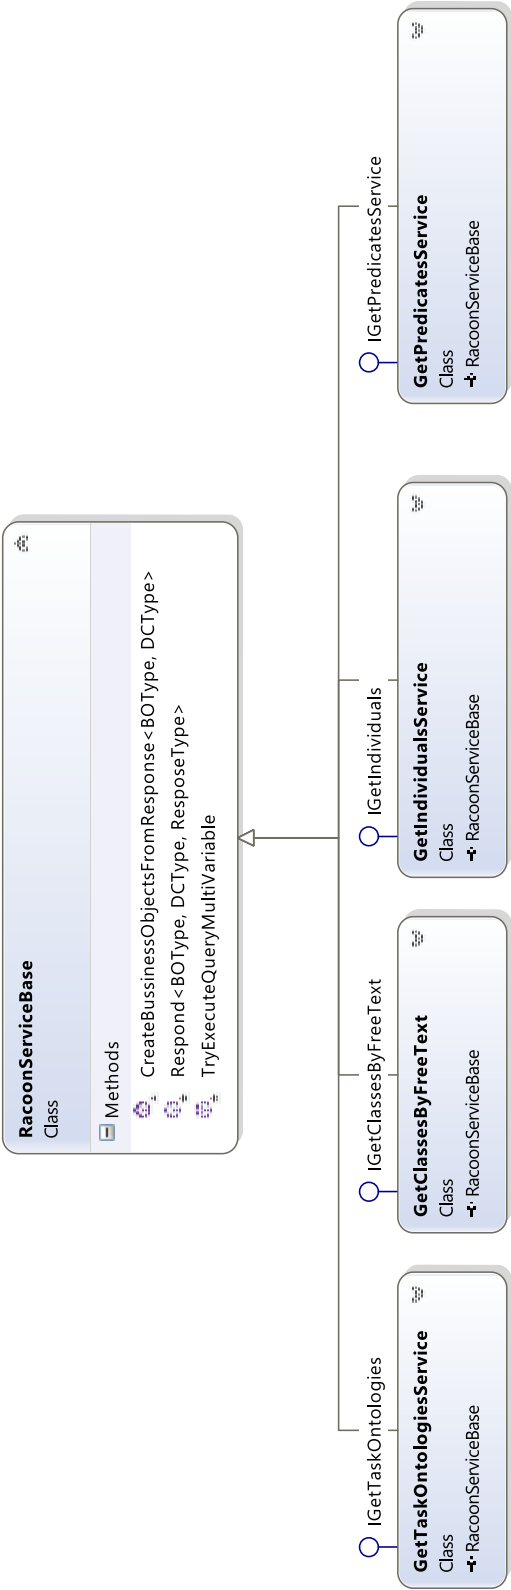 RacoonServiceBase
Class
Methods
CreateBussinessObjectsFromResponse<BOType, DCType>
Respond<BOType, DCType, ResposeType>
TryExecuteQueryMultiVariable
IGetTaskOntologies
GetTaskOntologiesService
Class
RacoonServiceBase
IGetClassesByFreeText
GetClassesByFreeText
Class
RacoonServiceBase
IGetIndividuals
GetIndividualsService
Class
RacoonServiceBase
IGetPredicatesService
GetPredicatesService
Class
RacoonServiceBase